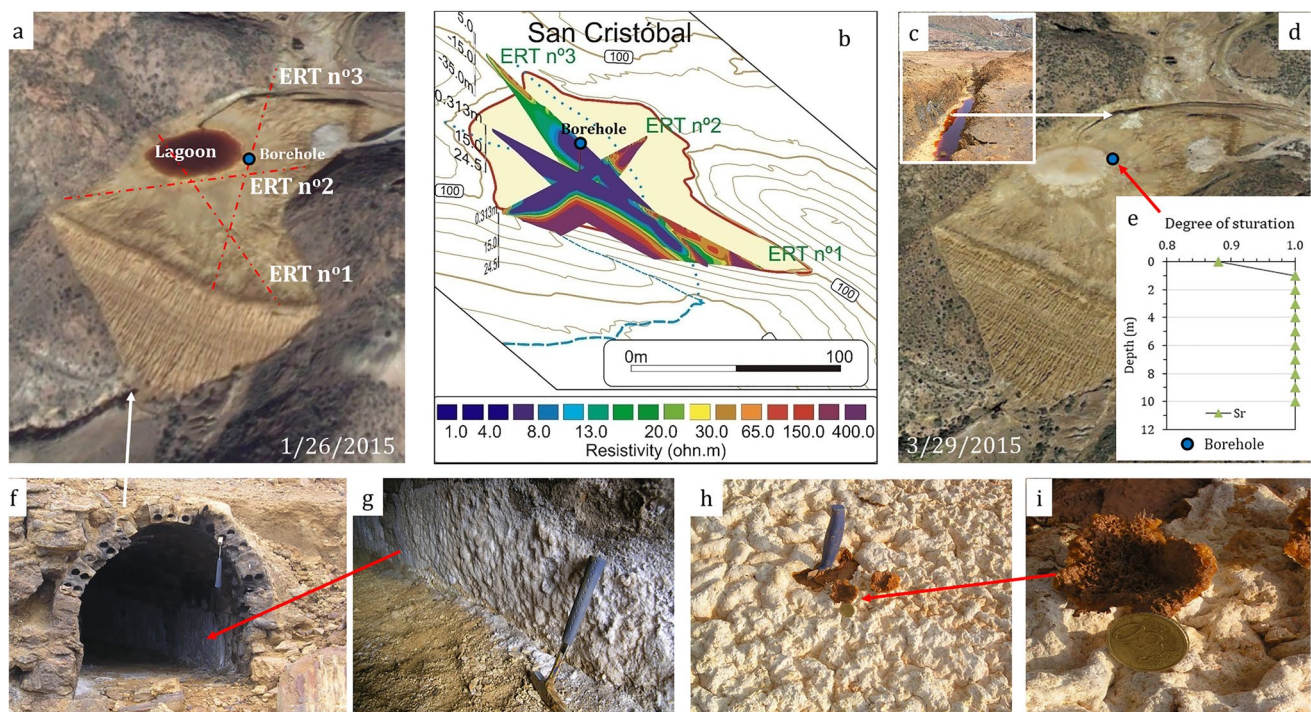 a
ERT nº3
Lagoon
Borehole
ERT nº2
ERT nº1
1/26/2015
San Cristóbal
b
5.0
-15.0
-35.0m
ERT nº3
100
0.313m
15.0
24.5
Borehole
ERT nº2
100
0.313m
15.0
24.5
ERT nº1
100
0m 100
1.0 4.0 8.0 13.0 20.0 30.0 65.0 150.0 400.0
Resistivity (ohn.m)
c
d
e
Degree of sturation
0.8 0.9 1.0
0
2
4
6
8
10
12
Depth (m)
Sr
Borehole
3/29/2015
f
g
h
i